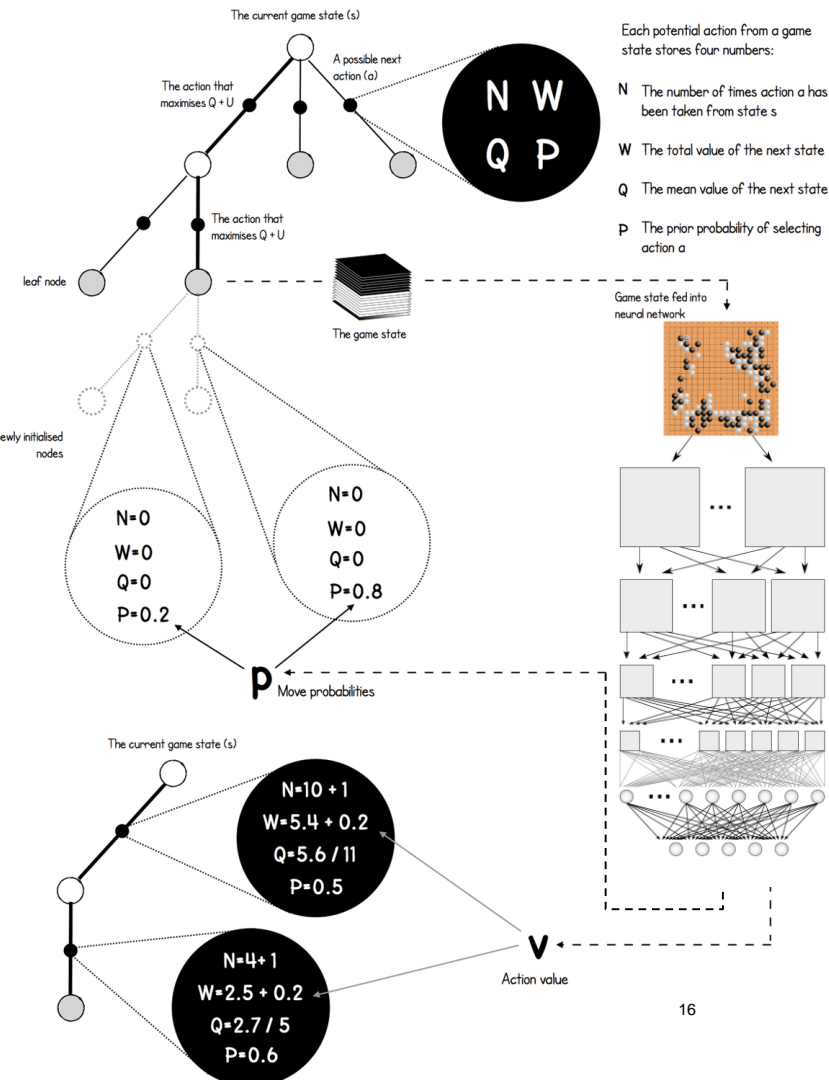 The current game state (s)
A possible next
action (a)
The action that
maximises Q + U
N W
Q P
Each potential action from a game
state stores four numbers:
N The number of times action a has
been taken from state s
W The total value of the next state
Q The mean value of the next state
P The prior probability of selecting
action a
The action that
maximises Q + U
leaf node
The game state
Game state fed into
neural network
ewly initialised
nodes
N=0
W=0
Q=0
P=0.2
N=0
W=0
Q=0
P=0.8
...
...
...
...
...
p Move probabilities
The current game state (s)
N=10 + 1
W=5.4 + 0.2
Q=5.6 / 11
P=0.5
N=4+ 1
W=2.5 + 0.2
Q=2.7 / 5
P=0.6
v
Action value
16